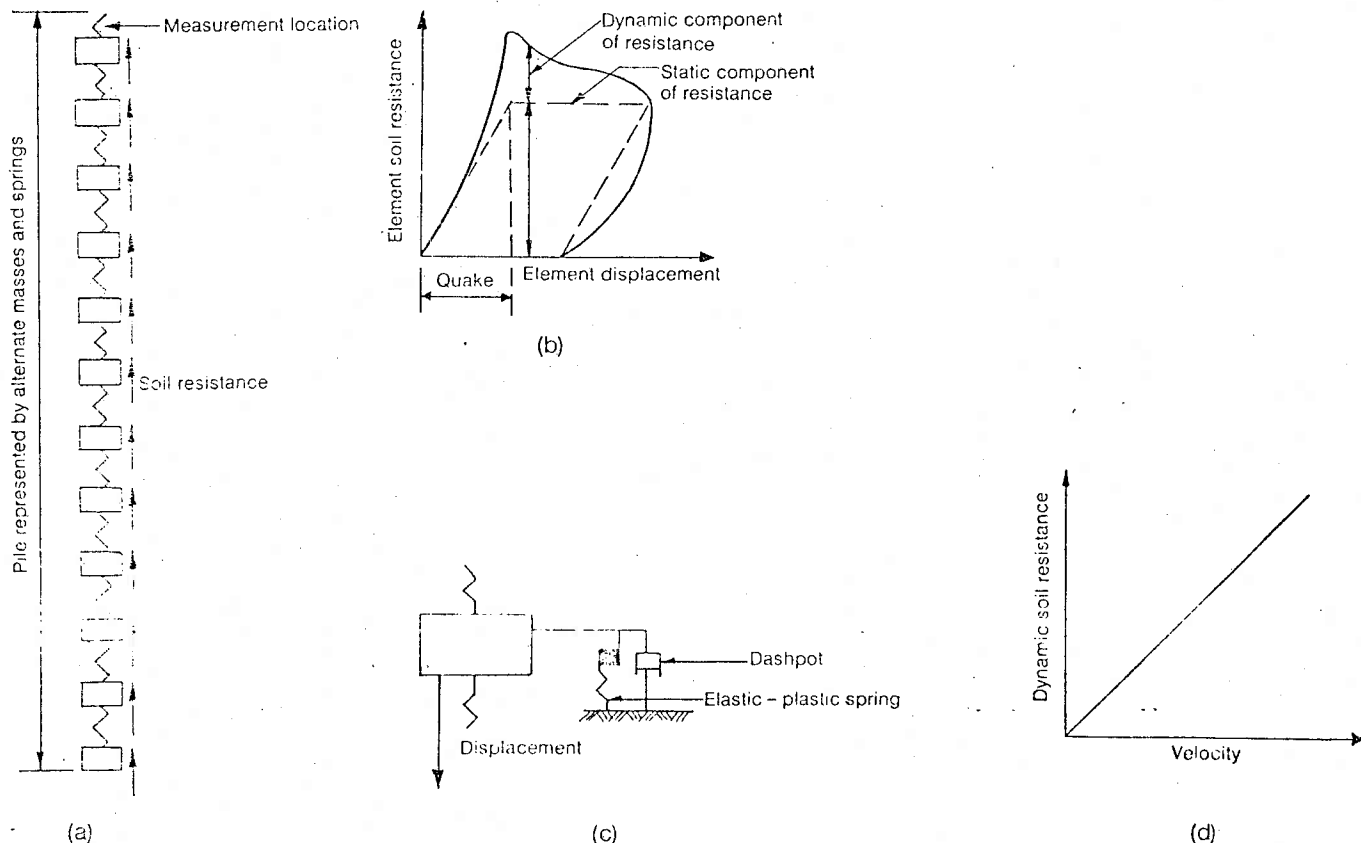 Measurement location
Pile represented by alternate masses and springs
Soil resistance
(a)
Dynamic component
of resistance
Static component
of resistance
Element soil resistance
Element displacement
Quake
(b)
Dashpot
Elastic – plastic spring
Displacement
(c)
Dynamic soil resistance
Velocity
(d)